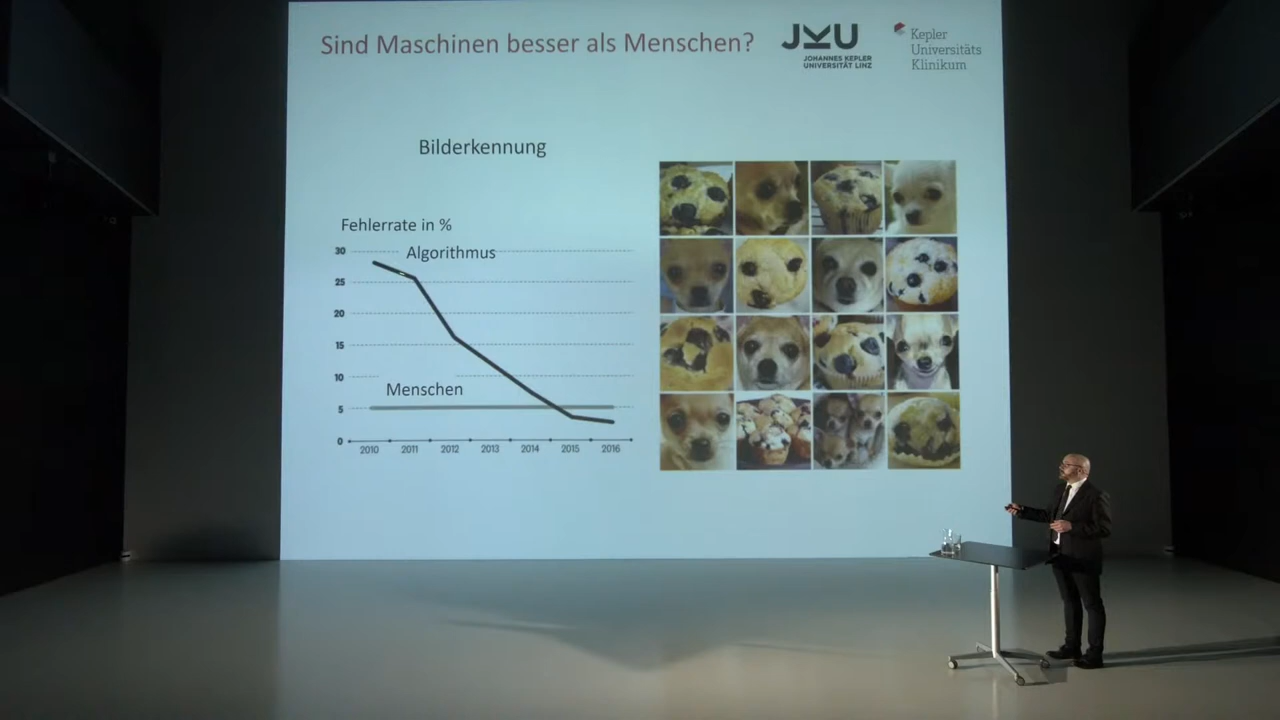 Sind Maschinen besser als Menschen?
JKU
JOHANNES KEPLER
UNIVERSITÄT LINZ
Kepler
Universitäts
Klinikum
Bilderkennung
Fehlerrate in %
30
Algorithmus
25
20
15
10
Menschen
5
0
2010 2011 2012 2013 2014 2015 2016